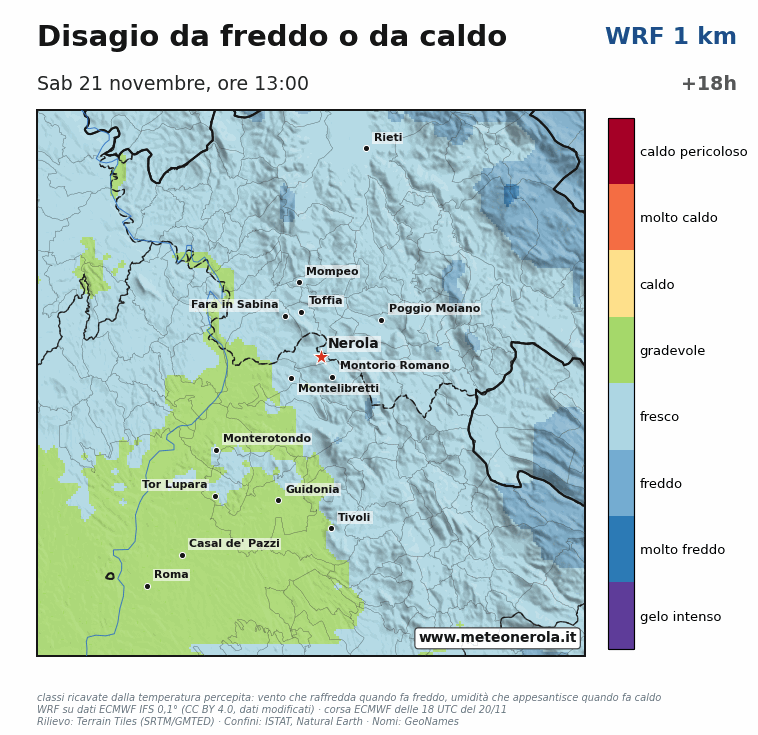 Disagio da freddo o da caldo
WRF 1 km
Sab 21 novembre, ore 13:00
+18h
Rieti
Mompeo
Fara in Sabina
Toffia
Poggio Moiano
Nerola
Montorio Romano
Montelibretti
Monterotondo
Tor Lupara
Guidonia
Tivoli
Casal de' Pazzi
Roma
www.meteonerola.it
caldo pericoloso
molto caldo
caldo
gradevole
fresco
freddo
molto freddo
gelo intenso
classi ricavate dalla temperatura percepita: vento che raffredda quando fa freddo, umidità che appesantisce quando fa caldo
WRF su dati ECMWF IFS 0,1° (CC BY 4.0, dati modificati) · corsa ECMWF delle 18 UTC del 20/11
Rilievo: Terrain Tiles (SRTM/GMTED) · Confini: ISTAT, Natural Earth · Nomi: GeoNames